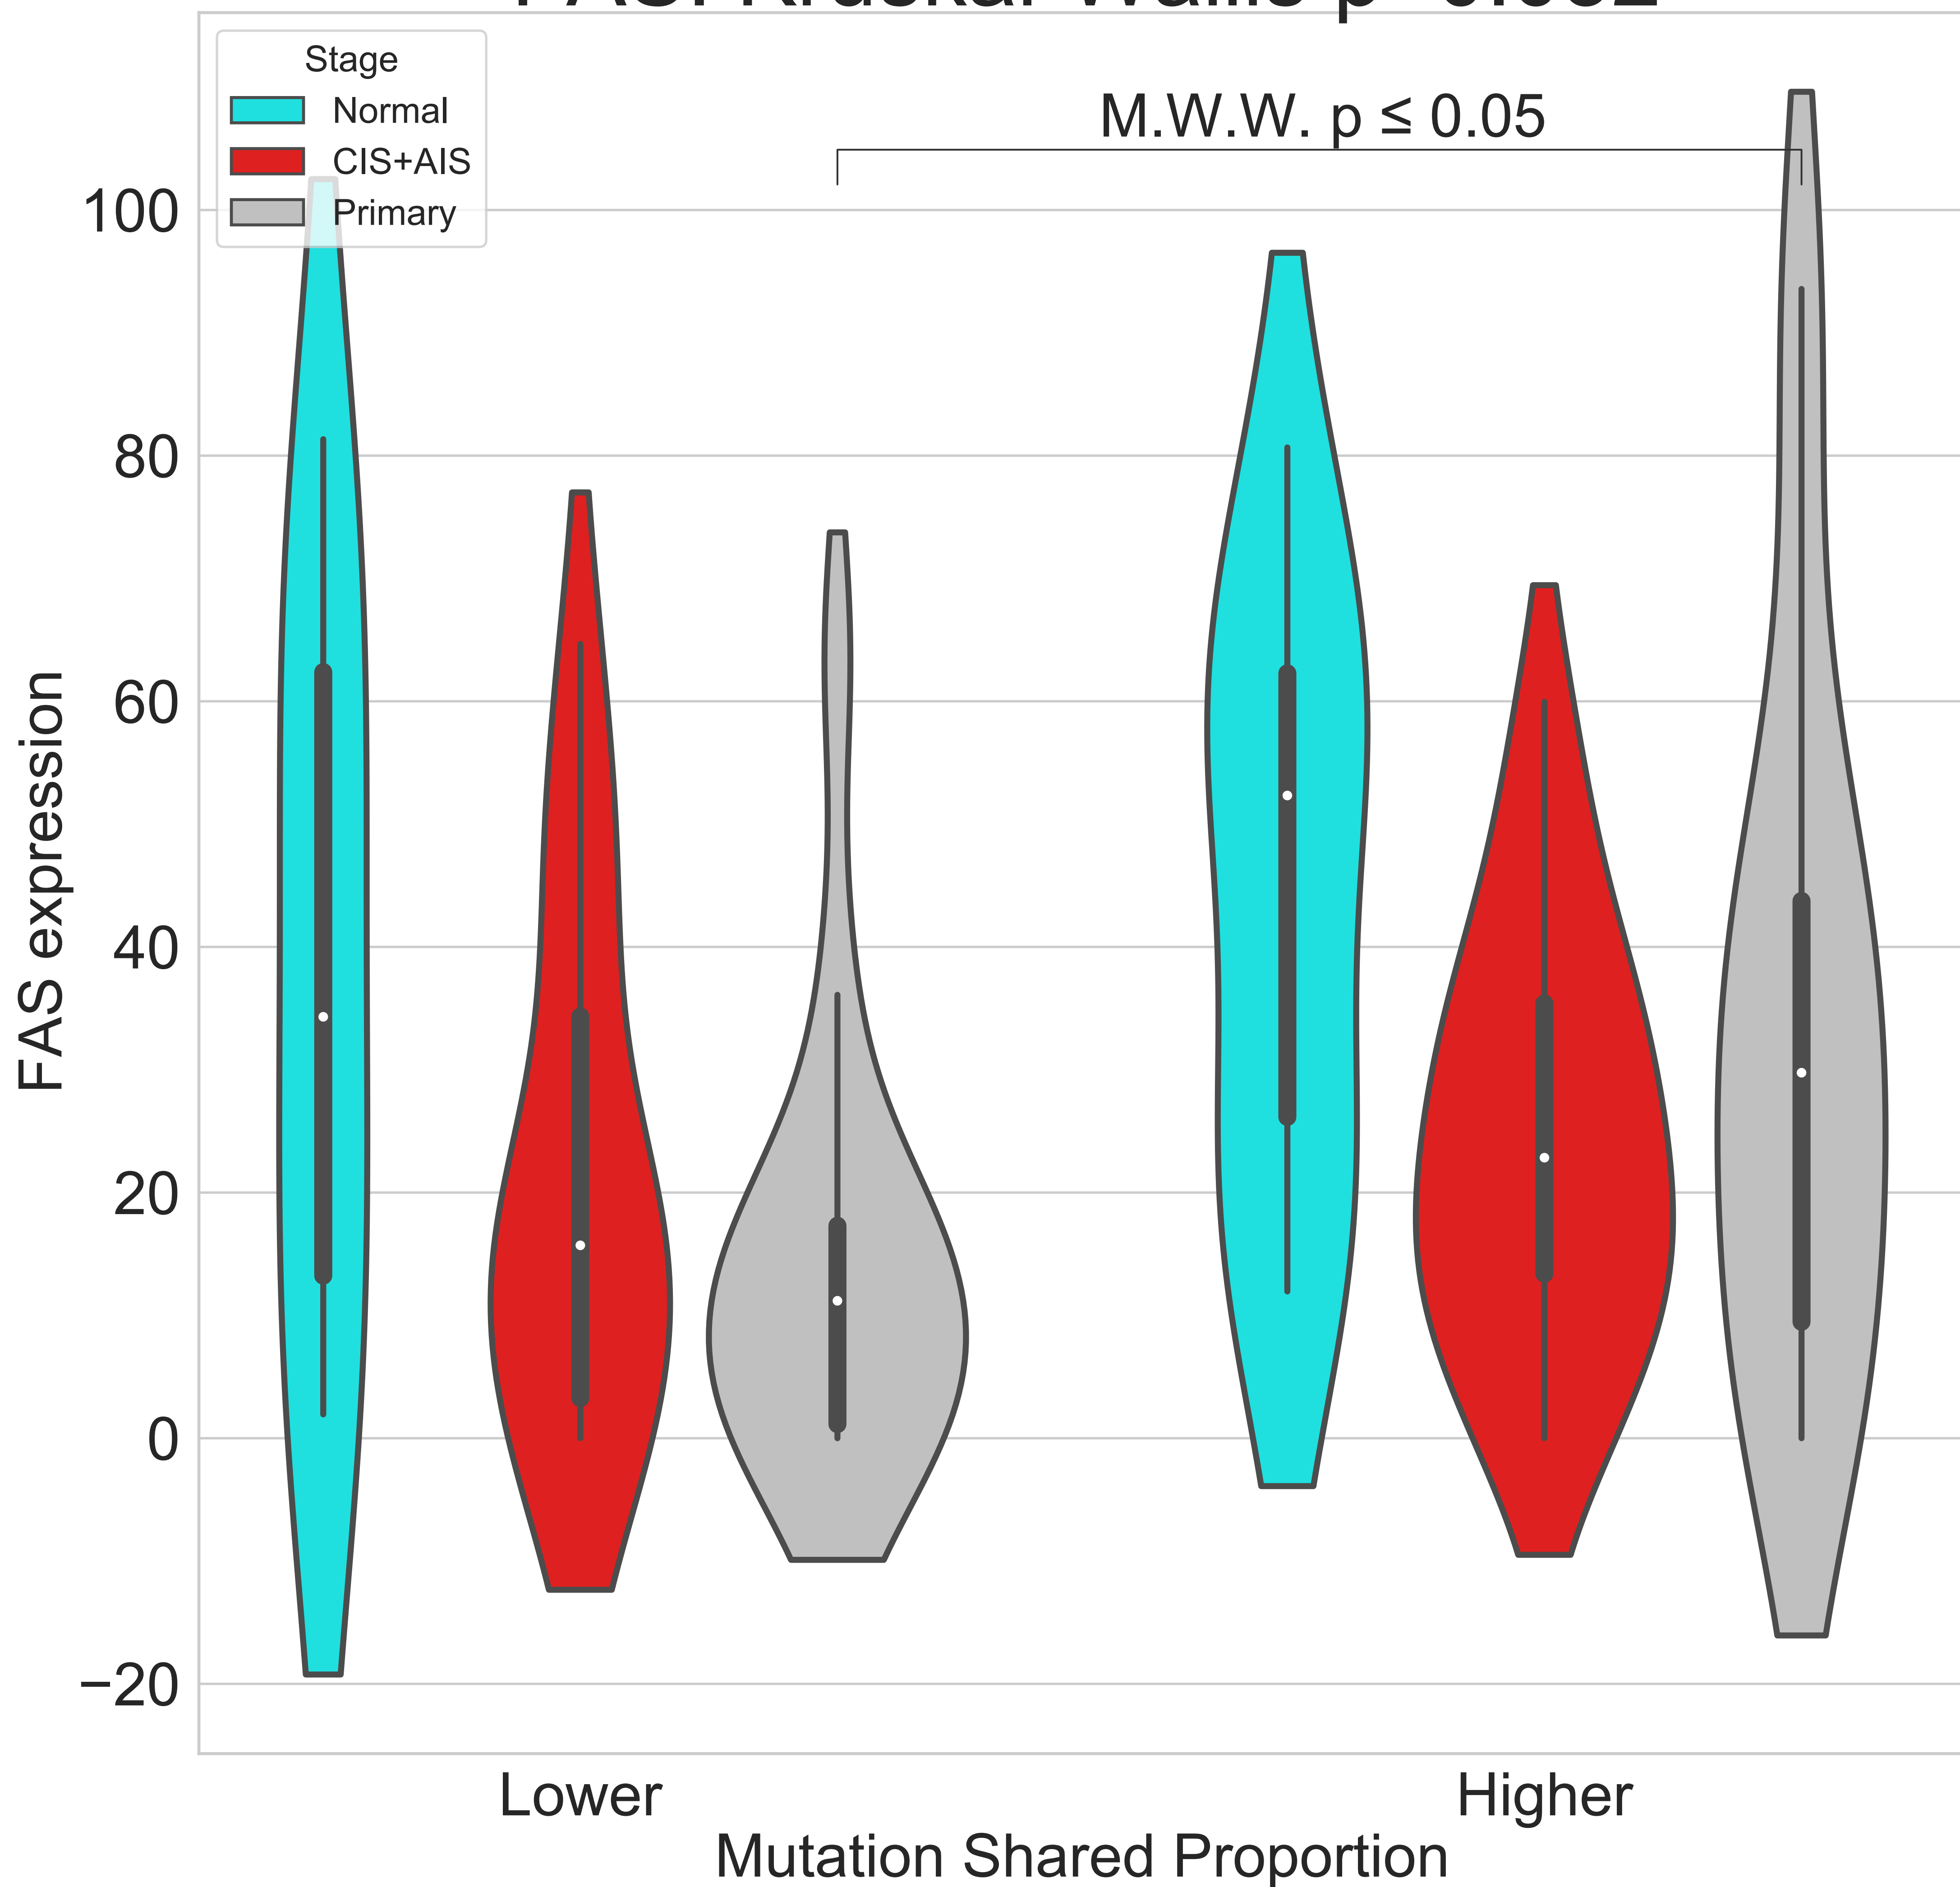 Stage
Normal
CIS+AIS
Primary
M.W.W. p ≤ 0.05
100
80
60
40
20
0
−20
FAS expression
Lower Higher
Mutation Shared Proportion